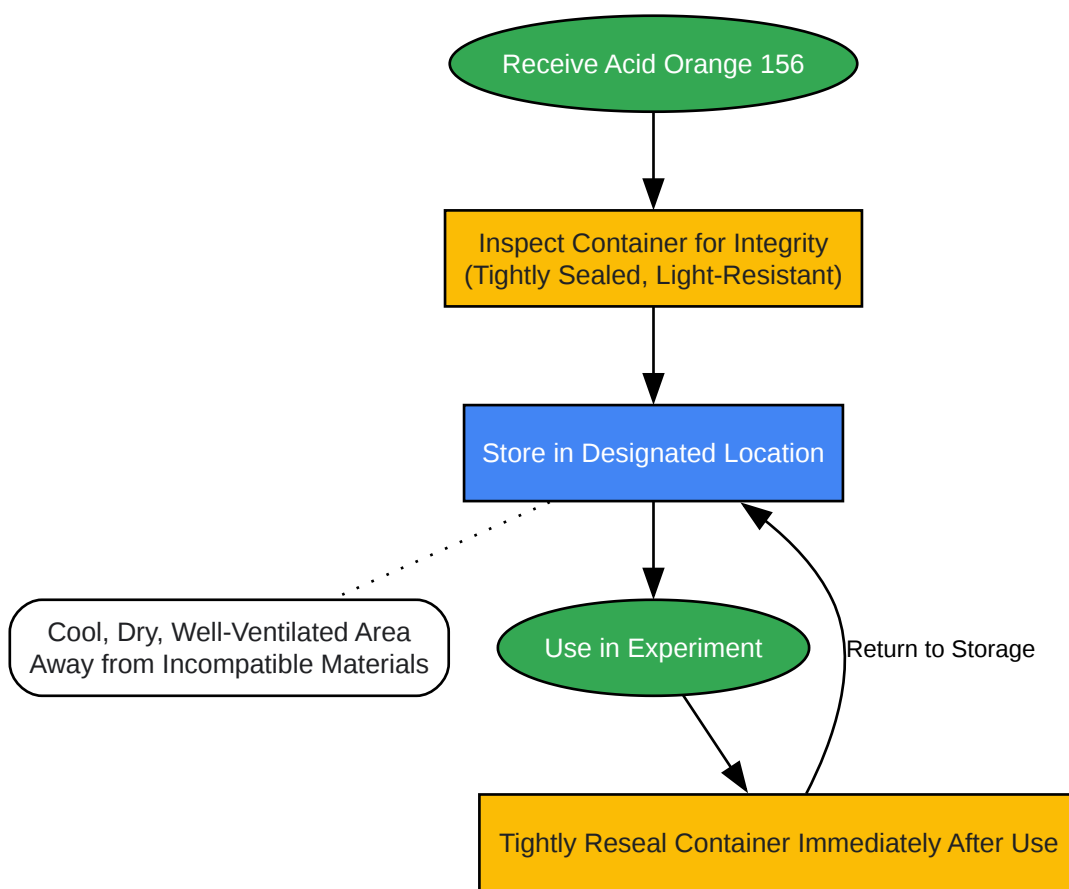 Receive Acid Orange 156
Inspect Container for Integrity
(Tightly Sealed, Light-Resistant)
Store in Designated Location
Cool, Dry, Well-Ventilated Area
Away from Incompatible Materials
Use in Experiment
Return to Storage
Tightly Reseal Container Immediately After Use